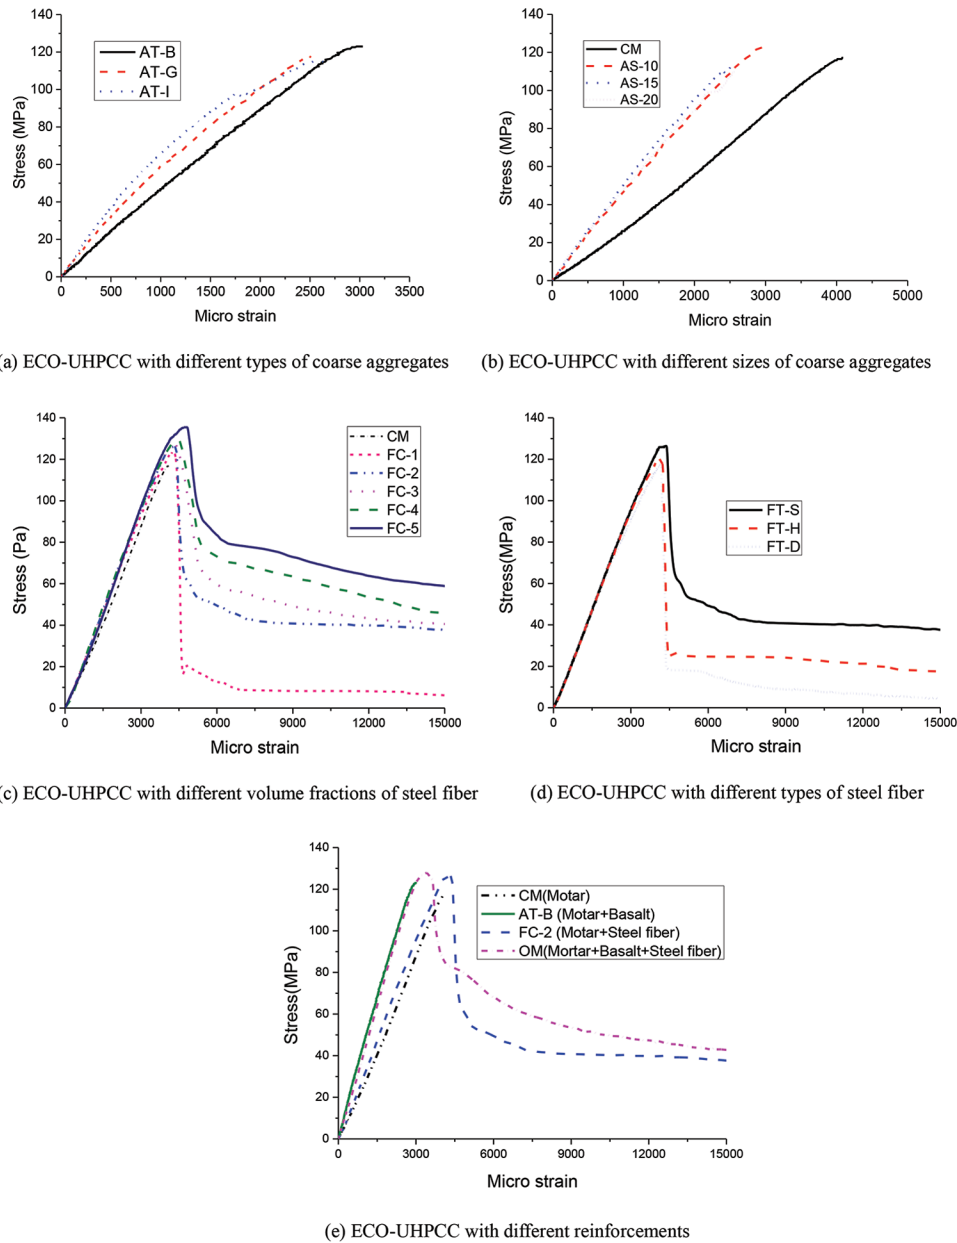 140
120
100
80
60
40
20
0
Stress (MPa)
AT-B
AT-G
AT-I
0 500 1000 1500 2000 2500 3000 3500
Micro strain
(a) ECO-UHPCC with different types of coarse aggregates
140
120
100
80
60
40
20
0
Stress (MPa)
CM
AS-10
AS-15
AS-20
0 1000 2000 3000 4000 5000
Micro strain
(b) ECO-UHPCC with different sizes of coarse aggregates
140
120
100
80
60
40
20
0
Stress (Pa)
CM
FC-1
FC-2
FC-3
FC-4
FC-5
0 3000 6000 9000 12000 15000
Micro strain
(c) ECO-UHPCC with different volume fractions of steel fiber
140
120
100
80
60
40
20
0
Stress(MPa)
FT-S
FT-H
FT-D
0 3000 6000 9000 12000 15000
Micro strain
(d) ECO-UHPCC with different types of steel fiber
140
120
100
80
60
40
20
0
Stress(MPa)
CM(Motar)
AT-B (Motar+Basalt)
FC-2 (Motar+Steel fiber)
OM(Mortar+Basalt+Steel fiber)
0 3000 6000 9000 12000 15000
Micro strain
(e) ECO-UHPCC with different reinforcements